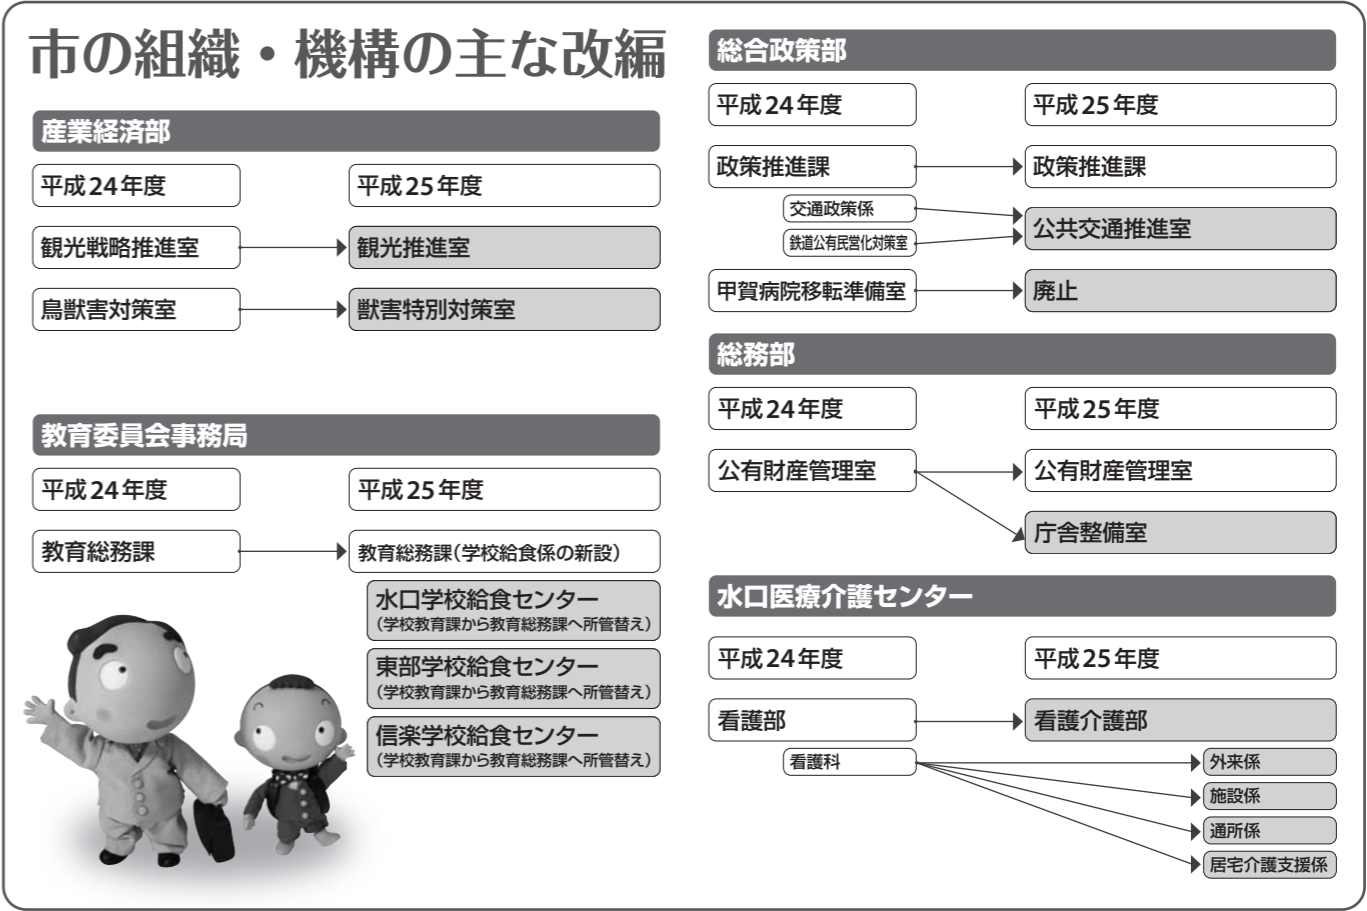 市の組織・機構の主な改編
産業経済部
平成24年度
平成25年度
観光戦略推進室
観光推進室
鳥獣害対策室
獣害特別対策室
教育委員会事務局
平成24年度
平成25年度
教育総務課
教育総務課(学校給食係の新設)
水口学校給食センター
(学校教育課から教育総務課へ所管替え)
東部学校給食センター
(学校教育課から教育総務課へ所管替え)
信楽学校給食センター
(学校教育課から教育総務課へ所管替え)
総合政策部
平成24年度
平成25年度
政策推進課
政策推進課
交通政策係
鉄道公有民営化対策室
公共交通推進室
甲賀病院移転準備室
廃止
総務部
平成24年度
平成25年度
公有財産管理室
公有財産管理室
庁舎整備室
水口医療介護センター
平成24年度
平成25年度
看護部
看護介護部
看護科
外来係
施設係
通所係
居宅介護支援係